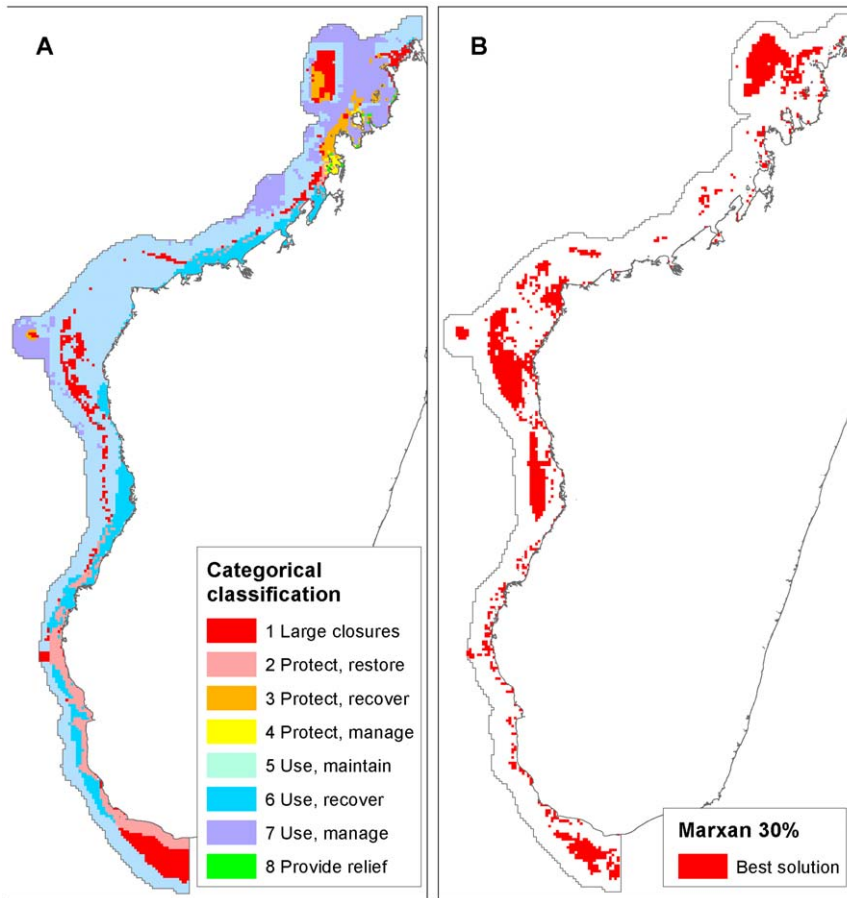 A
B
Categorical
classification
1 Large closures
2 Protect, restore
3 Protect, recover
4 Protect, manage
5 Use, maintain
6 Use, recover
7 Use, manage
8 Provide relief
Marxan 30%
Best solution